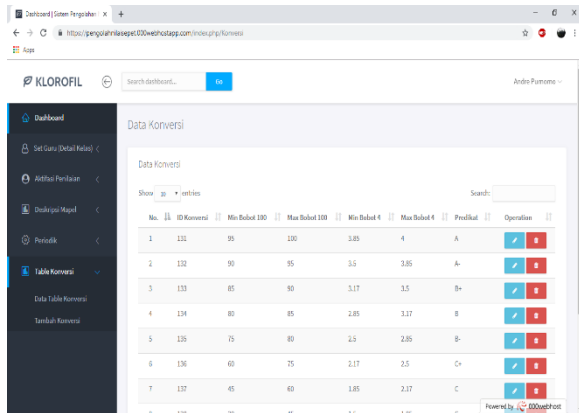 Dashboard | Sistem Pengolahan
https://pengolahnilaisepet.000webhostapp.com/index.php/Konversi
Apps
KLOROFIL
Search dashboard...
Go
Andre Purnomo
Dashboard
Set Guru (Detail Kelas)
Aktifitas Penilaian
Deskripsi Mapel
Periodik
Table Konversi
Data Table Konversi
Tambah Konversi
Data Konversi
Data Konversi
Show 10 entries
Search:
No. ID Konversi Min Bobot 100 Max Bobot 100 Min Bobot 4 Max Bobot 4 Predikat Operation
1 131 95 100 3.85 4 A
2 132 90 95 3.5 3.85 A-
3 133 85 90 3.17 3.5 B+
4 134 80 85 2.85 3.17 B
5 135 75 80 2.5 2.85 B-
6 136 60 75 2.17 2.5 C+
7 137 45 60 1.85 2.17 C
Powered by 000webhost